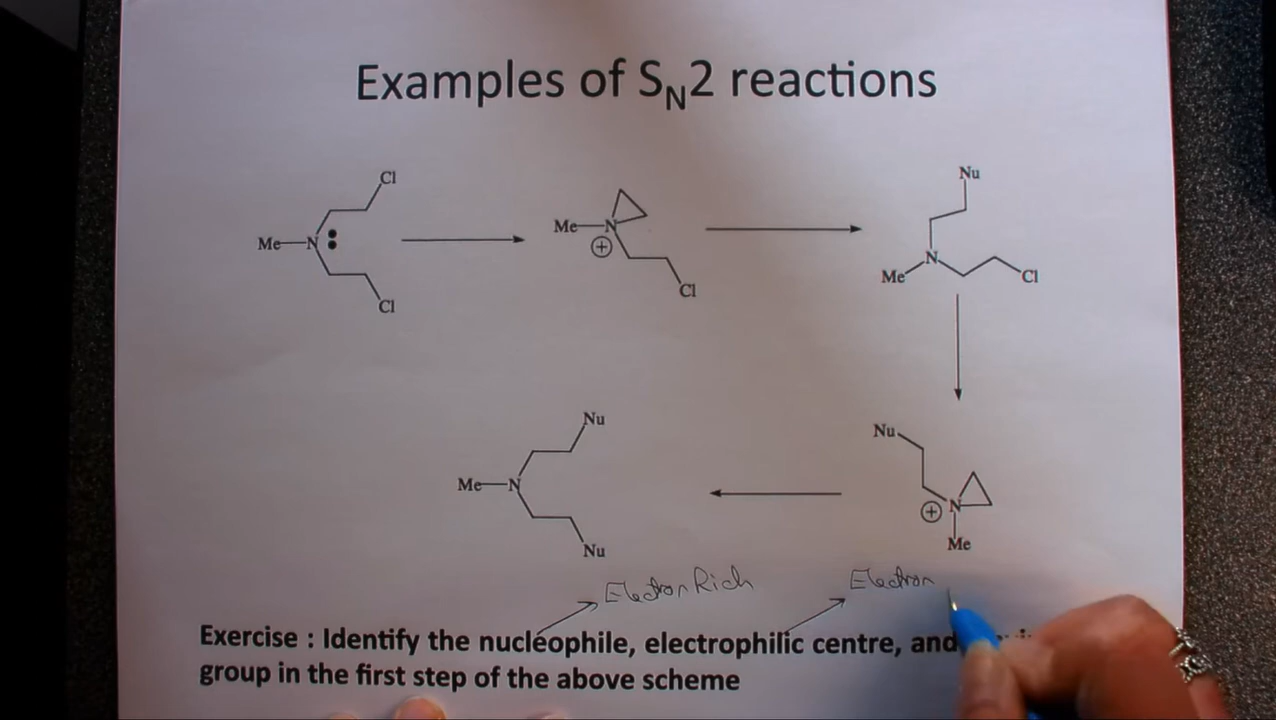 Examples of SN2 reactions
Cl
Me N :
Cl
Me N
+
Cl
Nu
N
Me Cl
Nu
Me N
Nu
Nu
+ N
Me
Electron Rich
Electron
Exercise : Identify the nucleophile, electrophilic centre, and
group in the first step of the above scheme